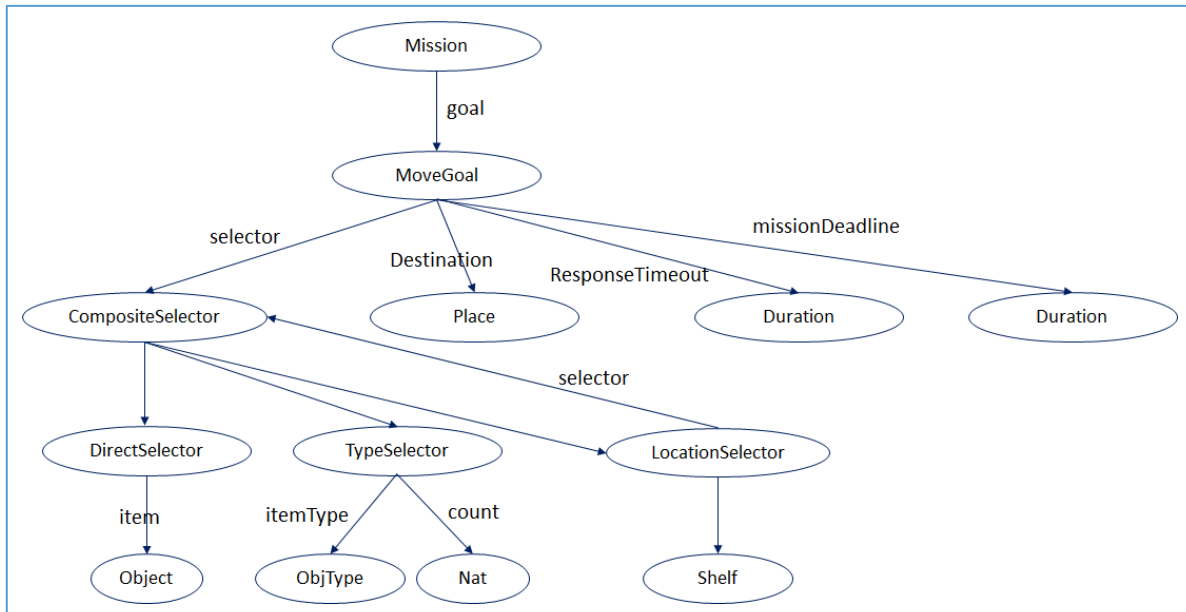 Mission
goal
MoveGoal
selector
missionDeadline
Destination
ResponseTimeout
CompositeSelector
Place
Duration
Duration
selector
DirectSelector
TypeSelector
LocationSelector
item
itemType
count
Object
ObjType
Nat
Shelf